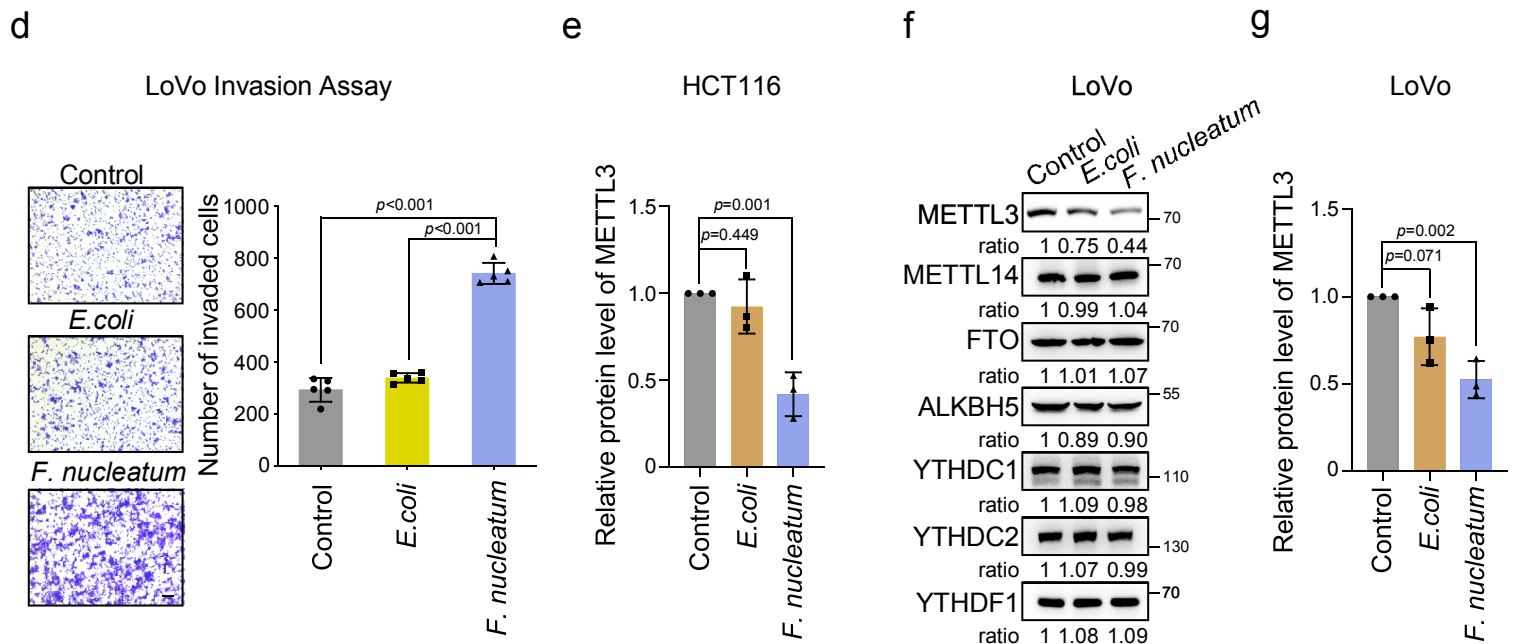 d
LoVo Invasion Assay
Control
E.coli
F. nucleatum
Number of invaded cells
1000
800
600
400
200
0
p<0.001
p<0.001
Control
E.coli
F. nucleatum
e
HCT116
Relative protein level of METTL3
1.5
1.0
0.5
0
p=0.001
p=0.449
Control
E.coli
F. nucleatum
f
LoVo
Control
E.coli
F. nucleatum
METTL3 70
ratio 1 0.75 0.44
METTL14 70
ratio 1 0.99 1.04
FTO 70
ratio 1 1.01 1.07
ALKBH5 55
ratio 1 0.89 0.90
YTHDC1 110
ratio 1 1.09 0.98
YTHDC2 130
ratio 1 1.07 0.99
YTHDF1 70
ratio 1 1.08 1.09
g
LoVo
Relative protein level of METTL3
1.5
1.0
0.5
0
p=0.002
p=0.071
Control
E.coli
F. nucleatum